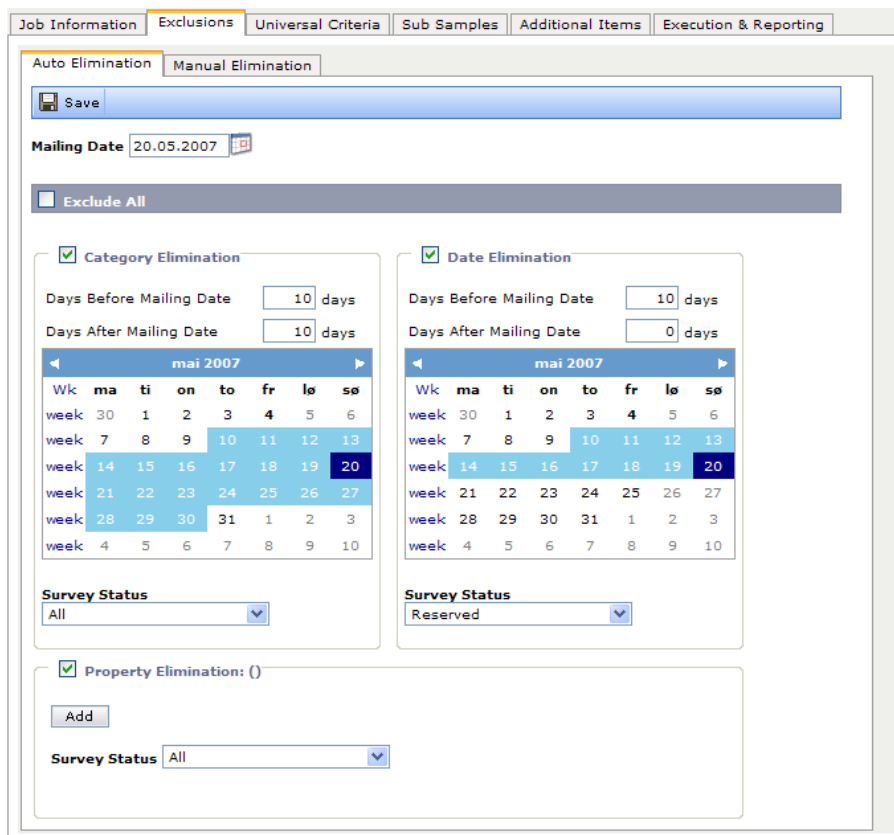 Job Information Exclusions Universal Criteria Sub Samples Additional Items Execution & Reporting
Auto Elimination Manual Elimination
Save
Mailing Date 20.05.2007
Exclude All
Category Elimination
Days Before Mailing Date 10 days
Days After Mailing Date 10 days
mai 2007
Wk ma ti on to fr lø sø
week 30 1 2 3 4 5 6
week 7 8 9 10 11 12 13
week 14 15 16 17 18 19 20
week 21 22 23 24 25 26 27
week 28 29 30 31 1 2 3
week 4 5 6 7 8 9 10
Survey Status
All
Date Elimination
Days Before Mailing Date 10 days
Days After Mailing Date 0 days
mai 2007
Wk ma ti on to fr lø sø
week 30 1 2 3 4 5 6
week 7 8 9 10 11 12 13
week 14 15 16 17 18 19 20
week 21 22 23 24 25 26 27
week 28 29 30 31 1 2 3
week 4 5 6 7 8 9 10
Survey Status
Reserved
Property Elimination: ()
Add
Survey Status All